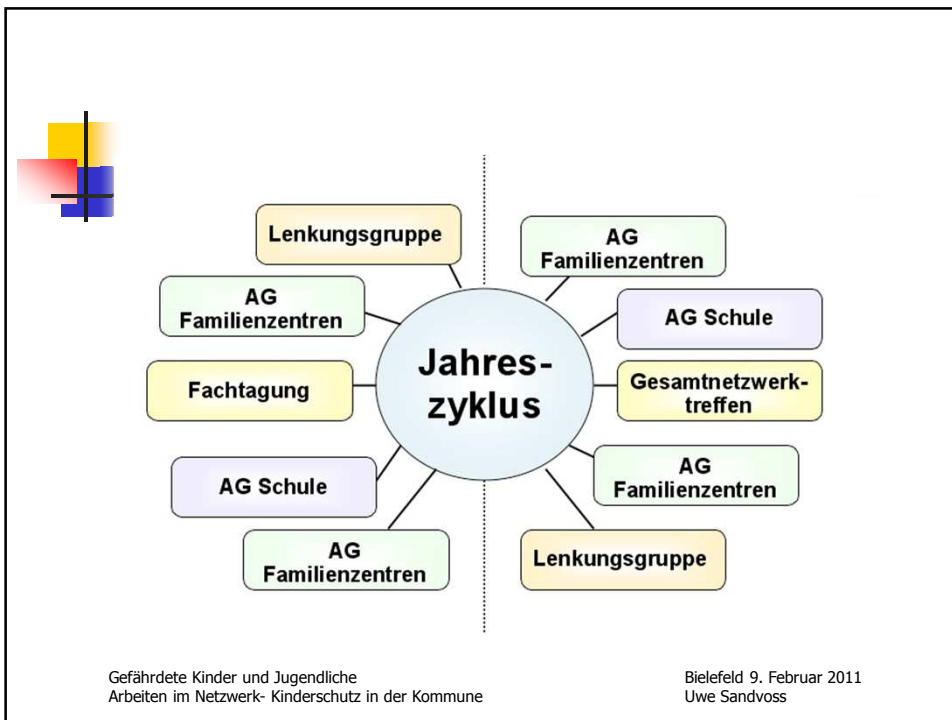 Lenkungsgruppe
AG
Familienzentren
AG
Familienzentren
AG Schule
Fachtagung
Jahres-
zyklus
Gesamtnetzwerk-
treffen
AG Schule
AG
Familienzentren
AG
Familienzentren
Lenkungsgruppe
Gefährdete Kinder und Jugendliche
Arbeiten im Netzwerk- Kinderschutz in der Kommune
Bielefeld 9. Februar 2011
Uwe Sandvoss